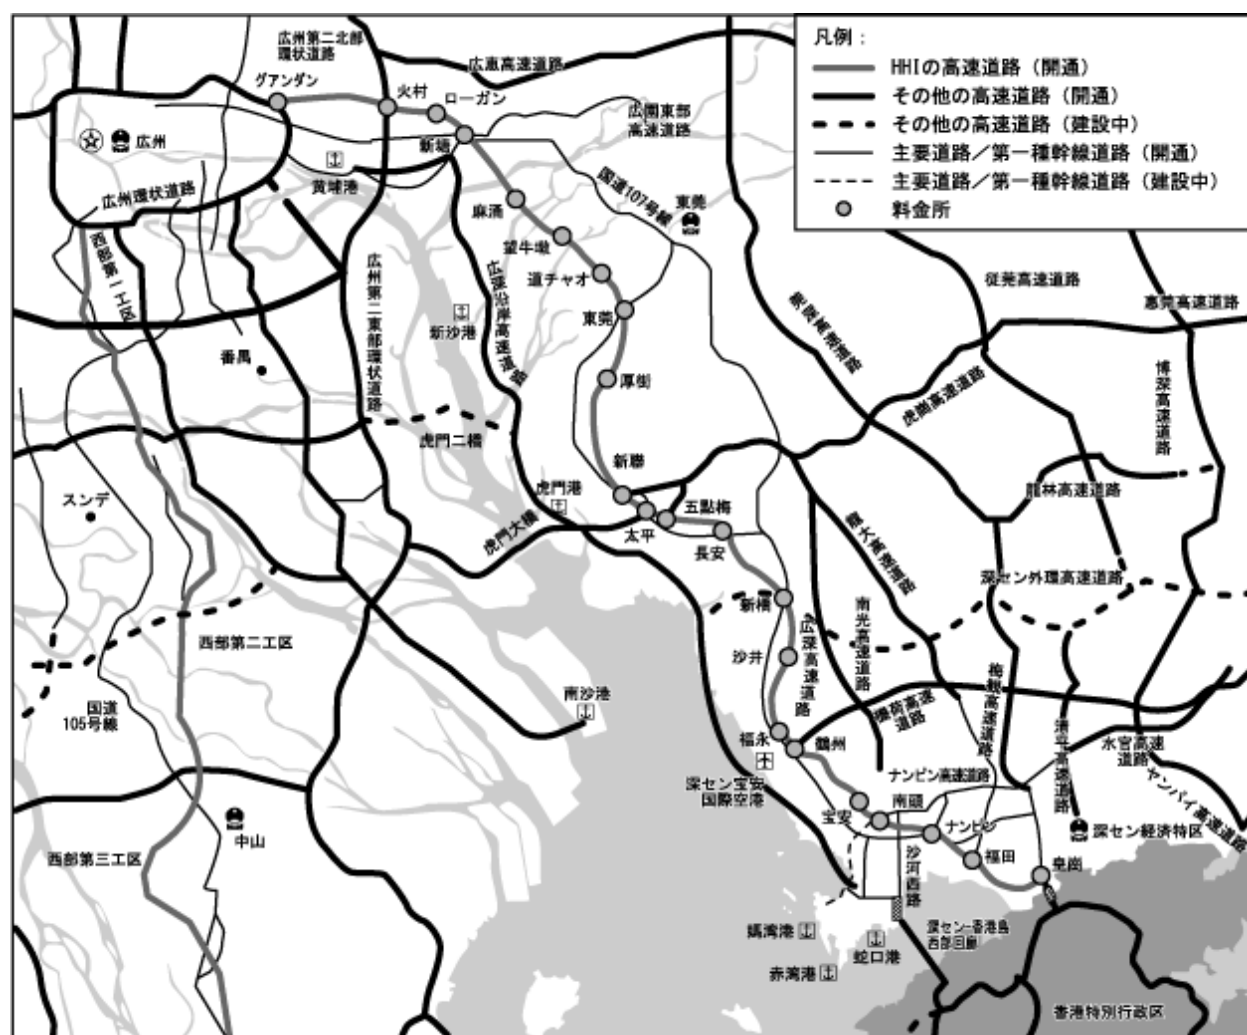 凡例：
HHIの高速道路（開通）
その他の高速道路（開通）
その他の高速道路（建設中）
主要道路／第一種幹線道路（開通）
主要道路／第一種幹線道路（建設中）
料金所
広州第二北部
環状道路
広恵高速道路
グアンダン
火村
ローガン
広園東部
高速道路
新塘
広州
黄埔港
広州環状道路
国道107号線
東莞
麻涌
望牛墩
道チャオ
東莞
西部第一工区
広州第二東部環状道路
広深沿岸高速道路
新沙港
番禺
従莞高速道路
恵莞高速道路
博深高速道路
虎崗高速道路
厚街
虎門二橋
新聯
虎門港
五點梅
太平
長安
虎門大橋
龍林高速道路
スンデ
深セン外環高速道路
新橋
広深高速道路
南光高速道路
沙井
西部第二工区
国道
105号線
南沙港
梅観高速道路
清平高速道路
機荷高速
道路
水官高速
道路
福永
鶴州
深セン宝安
国際空港
ナンピン高速道路
ヤンパイ高速道路
宝安
南頭
ナンピン
中山
深セン経済特区
西部第三工区
福田
皇崗
沙河西路
媽湾港
蛇口港
深セン-香港島
西部回廊
赤湾港
香港特別行政区